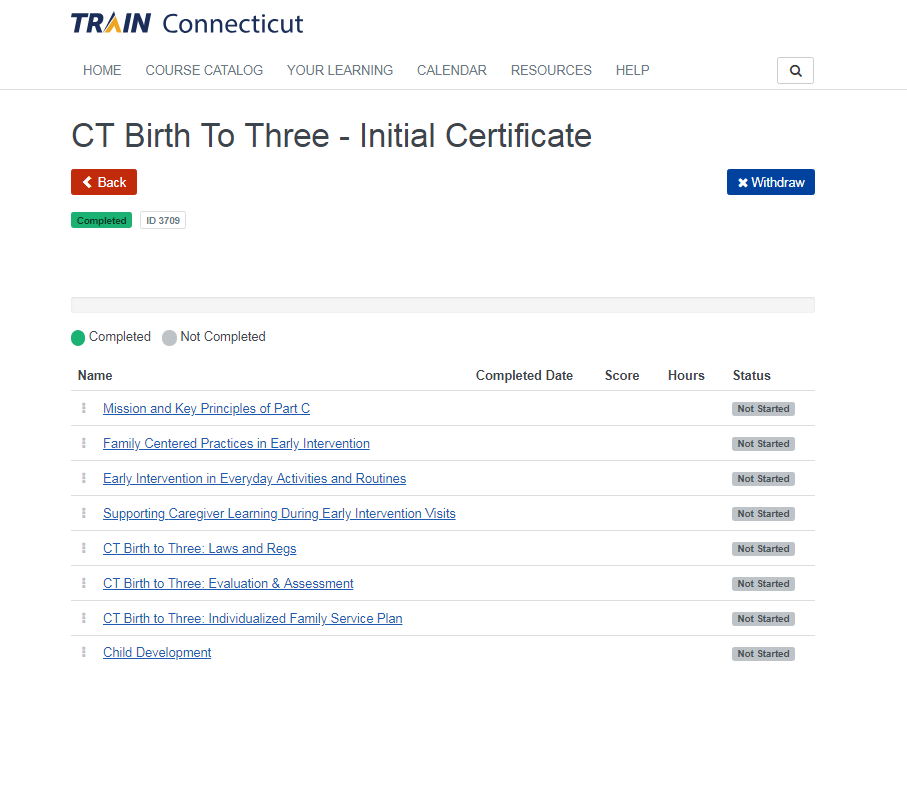 TRAIN Connecticut
HOME COURSE CATALOG YOUR LEARNING CALENDAR RESOURCES HELP
CT Birth To Three - Initial Certificate
Back Withdraw
Completed ID 3709
Completed Not Completed
Name Completed Date Score Hours Status
Mission and Key Principles of Part C Not Started
Family Centered Practices in Early Intervention Not Started
Early Intervention in Everyday Activities and Routines Not Started
Supporting Caregiver Learning During Early Intervention Visits Not Started
CT Birth to Three: Laws and Regs Not Started
CT Birth to Three: Evaluation & Assessment Not Started
CT Birth to Three: Individualized Family Service Plan Not Started
Child Development Not Started